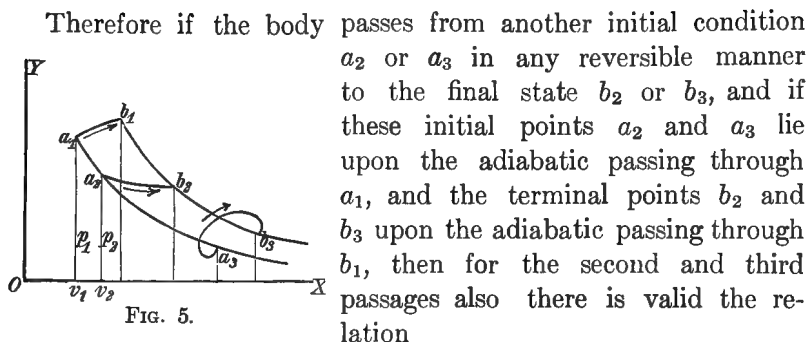 Therefore if the body passes from another initial condition
a₂ or a₃ in any reversible manner
to the final state b₂ or b₃, and if
these initial points a₂ and a₃ lie
upon the adiabatic passing through
a₁, and the terminal points b₂ and
b₃ upon the adiabatic passing through
b₁, then for the second and third
passages also there is valid the re-
lation
Y
b₁
a₁
a₂
b₂
b₃
a₃
p₁
p₂
O
v₁
v₂
X
FIG. 5.